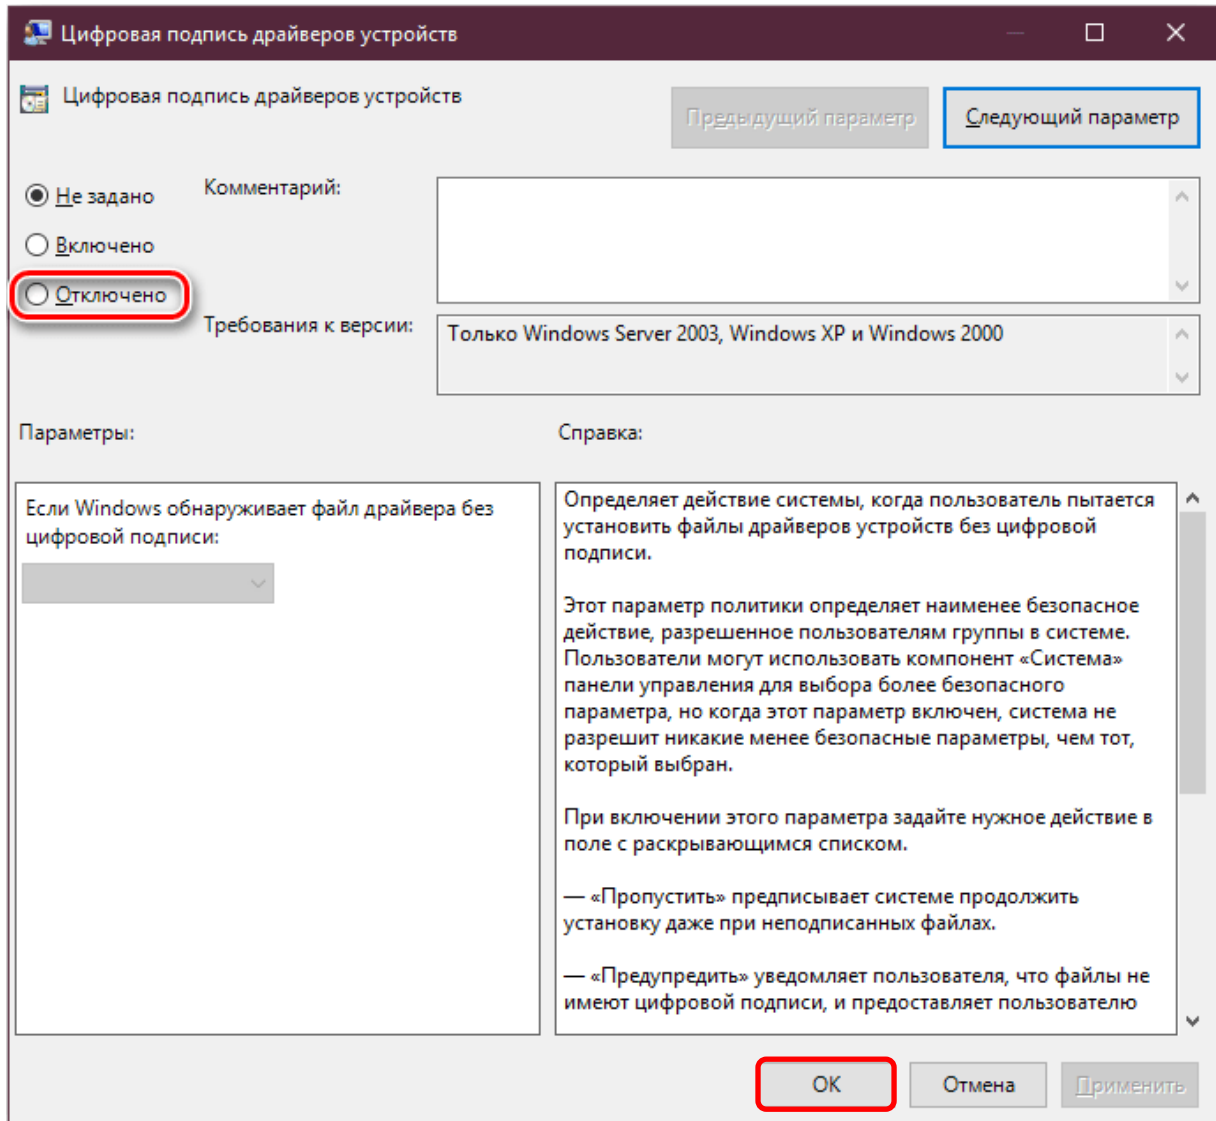 Цифровая подпись драйверов устройств
Цифровая подпись драйверов устройств
Предыдущий параметр
Следующий параметр
Не задано
Комментарий:
Включено
Отключено
Требования к версии:
Только Windows Server 2003, Windows XP и Windows 2000
Параметры:
Справка:
Если Windows обнаруживает файл драйвера без
цифровой подписи:
Определяет действие системы, когда пользователь пытается
установить файлы драйверов устройств без цифровой
подписи.
Этот параметр политики определяет наименее безопасное
действие, разрешенное пользователям группы в системе.
Пользователи могут использовать компонент «Система»
панели управления для выбора более безопасного
параметра, но когда этот параметр включен, система не
разрешит никакие менее безопасные параметры, чем тот,
который выбран.
При включении этого параметра задайте нужное действие в
поле с раскрывающимся списком.
— «Пропустить» предписывает системе продолжить
установку даже при неподписанных файлах.
— «Предупредить» уведомляет пользователя, что файлы не
имеют цифровой подписи, и предоставляет пользователю
ОК
Отмена
Применить